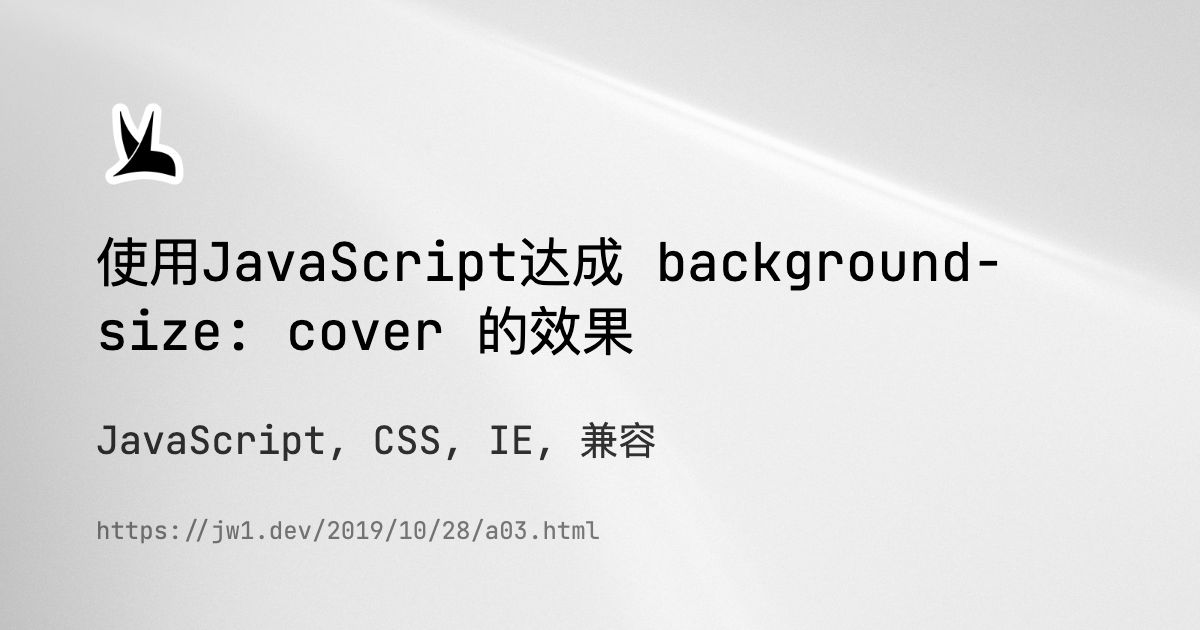 使用JavaScript达成 background-
size: cover 的效果
JavaScript, CSS, IE, 兼容
https://jw1.dev/2019/10/28/a03.html